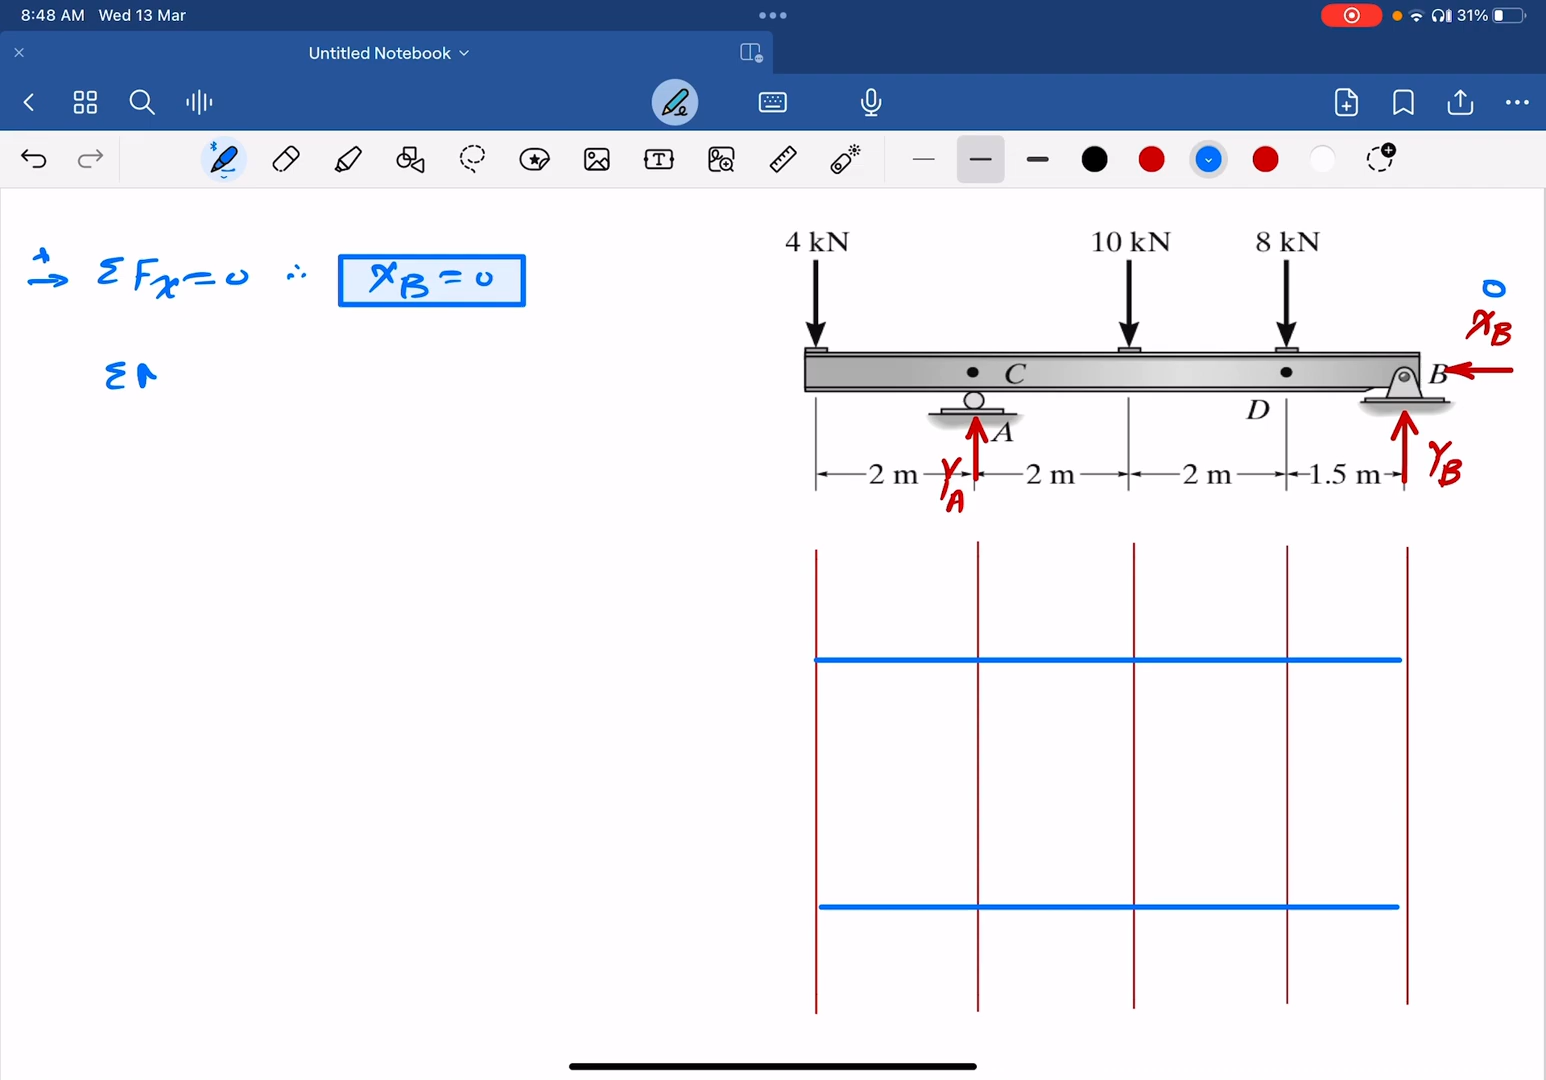 8:48 AM Wed 13 Mar
31%
Untitled Notebook
T
+ → ΣFx = 0 ∴ XB = 0
ΣM
4 kN 10 kN 8 kN
0
XB
C B
D
A
2 m 2 m 2 m 1.5 m
YA YB